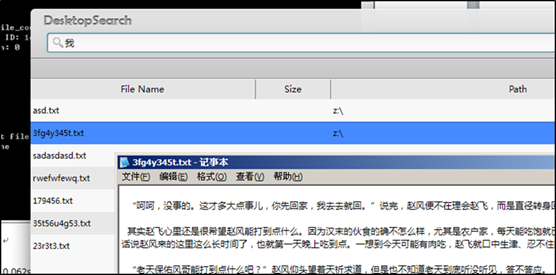 DesktopSearch
ile_cou
我
ID: i
n: 0
File Name Size Path
asd.txt z:\
3fg4y345t.txt z:\
t file
ne
sadasdasd.txt
3fg4y345t.txt - 记事本
rwefwfewq.txt
文件(F) 编辑(E) 格式(O) 查看(V) 帮助(H)
179456.txt
“呵呵，没事的。这才多大点事儿，你先回家，我去去就回。”说完，赵风便不在理会赵飞，而是直径转身
35t56u4g53.txt
其实赵飞心里还是很希望赵风能打到点什么。因为汉末的伙食的确不怎么样，尤其是农户家，每天能吃饱就
23r3t3.txt
话说赵风来的这里这么长时间了，也就第一天晚上吃到点。一想到今天可能有肉吃，赵飞就口中生津、忍不住
0.062s
“老天保佑风哥能打到点什么吧？”赵风仰头望着天祈求道，但是也不知道老天到底听没听见，答不答应。